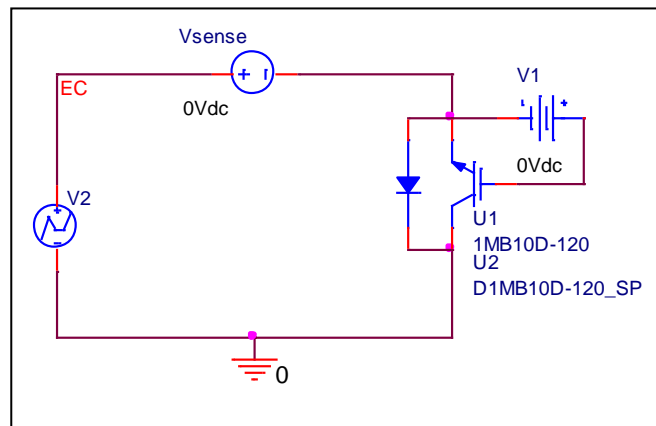 Vsense
EC
0Vdc
V1
0Vdc
V2
U1
1MB10D-120
U2
D1MB10D-120_SP
0